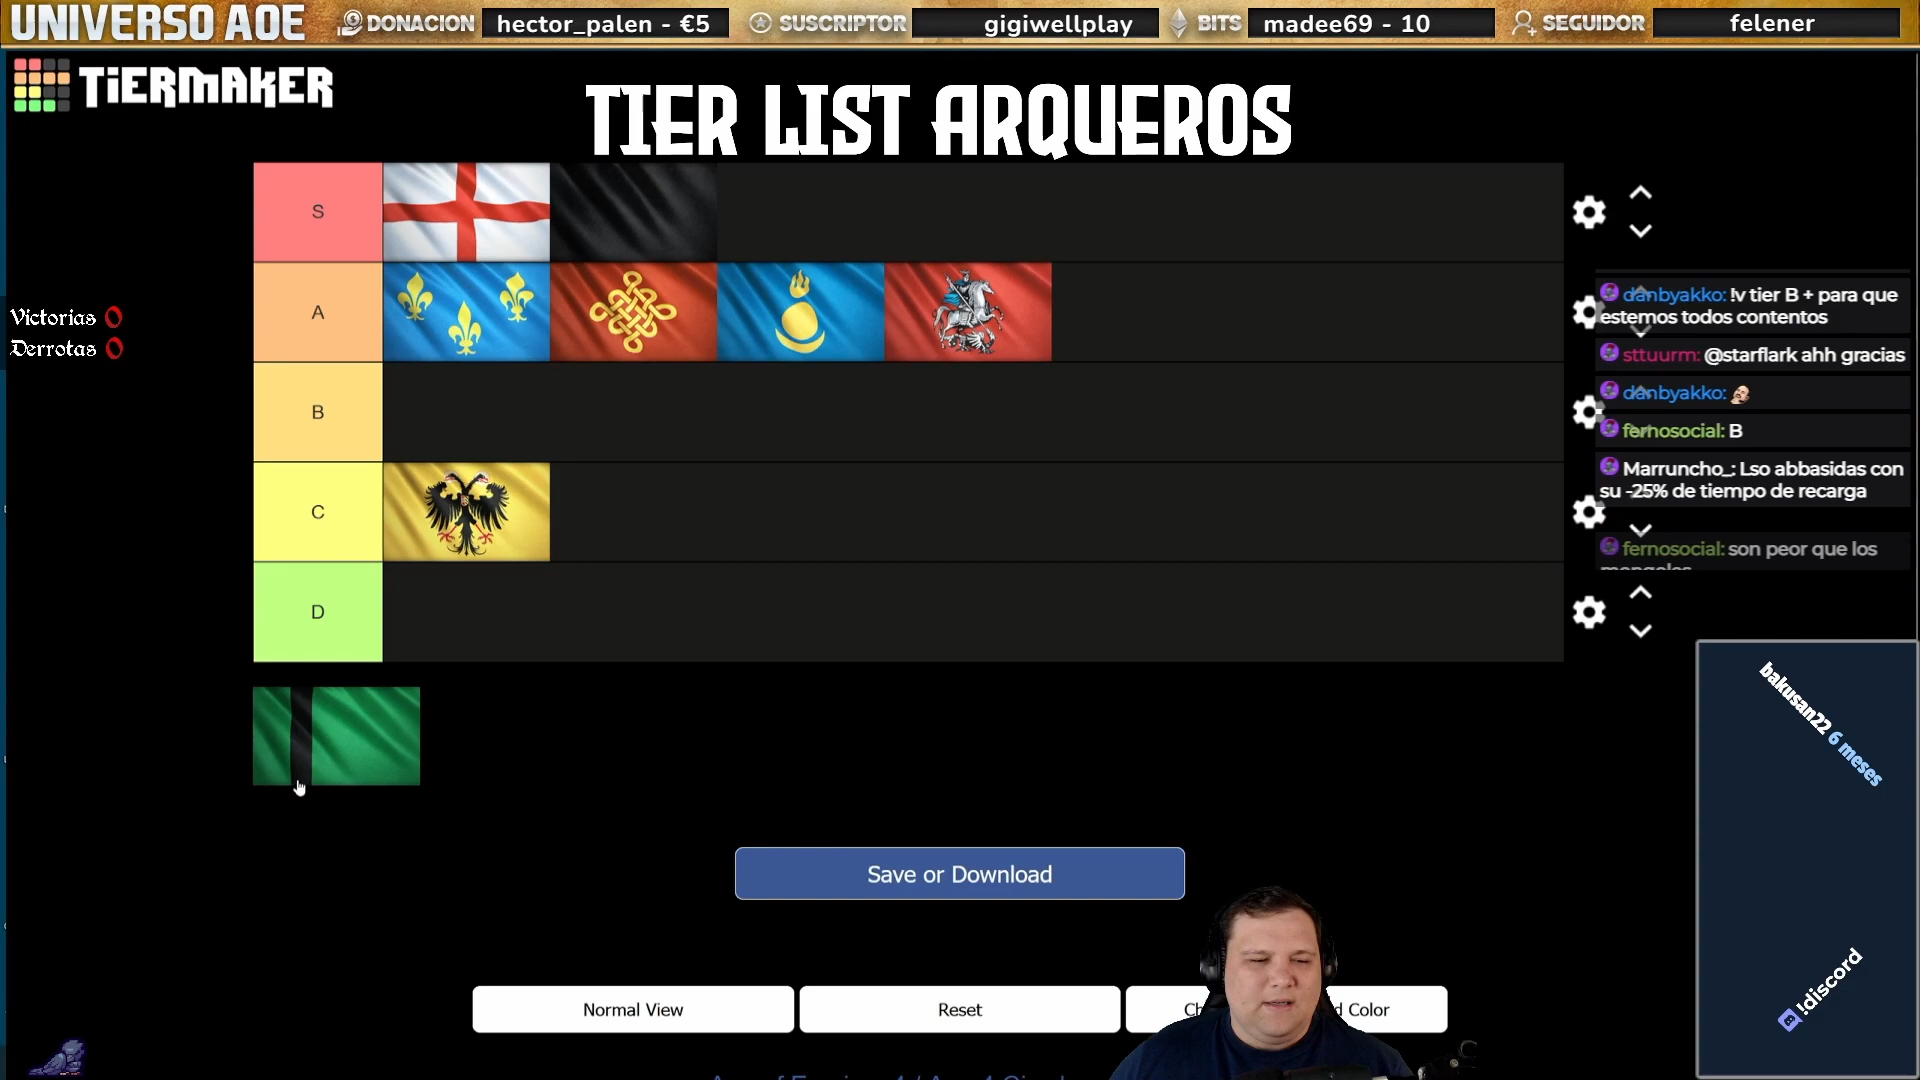 UNIVERSO AOE DONACION hector_palen - €5 SUSCRIPTOR gigiwellplay BITS madee69 - 10 SEGUIDOR felener
TiERMAKER
TIER LIST ARQUEROS
S
A
B
C
D
Victorias 0
Derrotas 0
danbyakko: !v tier B + para que
estemos todos contentos
sttuurm: @starflark ahh gracias
danbyakko:
fernosocial: B
Marruncho_: Lso abbasidas con
su -25% de tiempo de recarga
fernosocial: son peor que los
mongoles
bakusan22 6 meses
Save or Download
!discord
Normal View
Reset
Ch
d Color